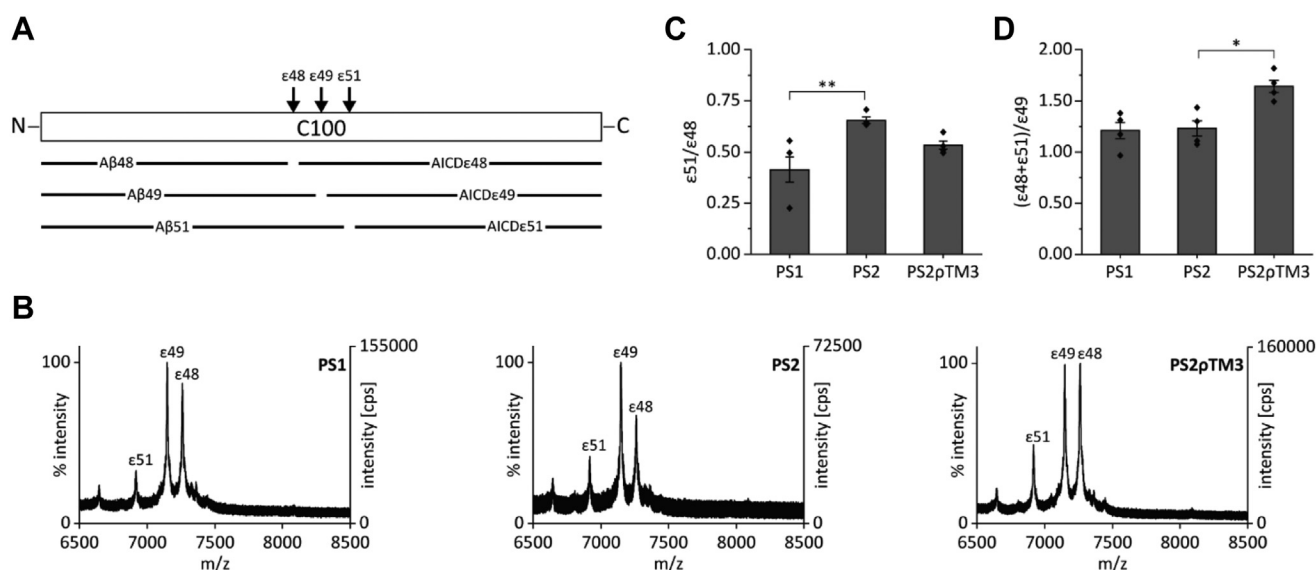 A
ε48 ε49 ε51
N C100 C
Aβ48 AICDε48
Aβ49 AICDε49
Aβ51 AICDε51
C
ε51/ε48
1.00
0.75
0.50
0.25
0.00
**
PS1 PS2 PS2ρTM3
D
(ε48+ε51)/ε49
2.00
1.50
1.25
1.00
0.50
0.00
*
PS1 PS2 PS2ρTM3
B
% intensity
100
0
ε49
ε48
ε51
PS1
155000
0
intensity [cps]
6500 7000 7500 8000 8500
m/z
% intensity
100
0
ε49
ε48
ε51
PS2
72500
0
intensity [cps]
6500 7000 7500 8000 8500
m/z
% intensity
100
0
ε49 ε48
ε51
PS2ρTM3
160000
0
intensity [cps]
6500 7000 7500 8000 8500
m/z